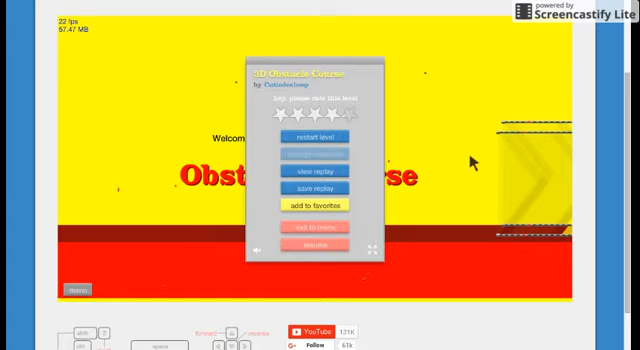 powered by
Screencastify Lite
22 fps
57.47 MB
3D Obstacle Course
by Cutiedesheep
hey, please rate this level
Welcom
Obst rse
restart level
view replay
save replay
add to favorites
exit to menu
resume
menu
shift Z
ctrl
space
forward
reverse
YouTube 131K
Follow 61k